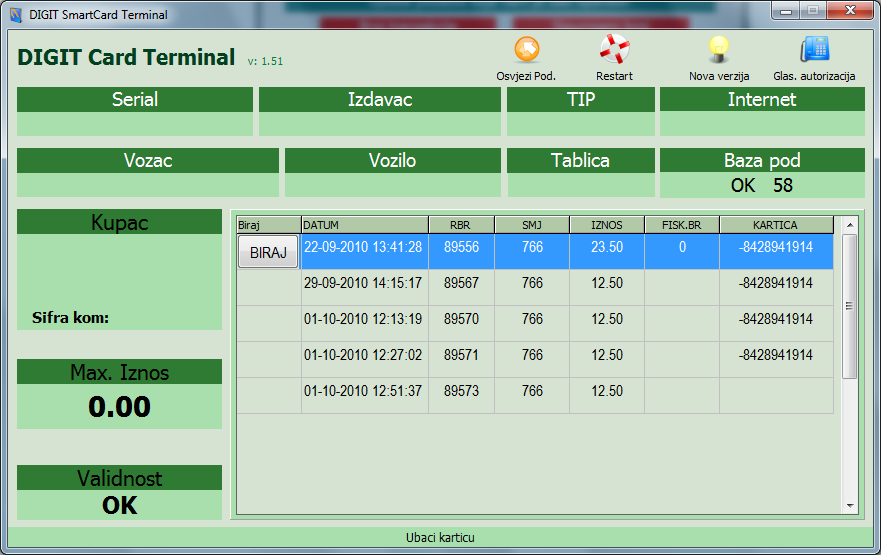 DIGIT SmartCard Terminal
DIGIT Card Terminal v: 1.51
Osvjezi Pod. Restart Nova verzija Glas. autorizacija
Serial Izdavac TIP Internet
Vozac Vozilo Tablica Baza pod
OK 58
Kupac
Sifra kom:
Max. Iznos
0.00
Validnost
OK
Biraj DATUM RBR SMJ IZNOS FISK.BR KARTICA
BIRAJ 22-09-2010 13:41:28 89556 766 23.50 0 -8428941914
29-09-2010 14:15:17 89567 766 12.50 -8428941914
01-10-2010 12:13:19 89570 766 12.50 -8428941914
01-10-2010 12:27:02 89571 766 12.50 -8428941914
01-10-2010 12:51:37 89573 766 12.50
Ubaci karticu